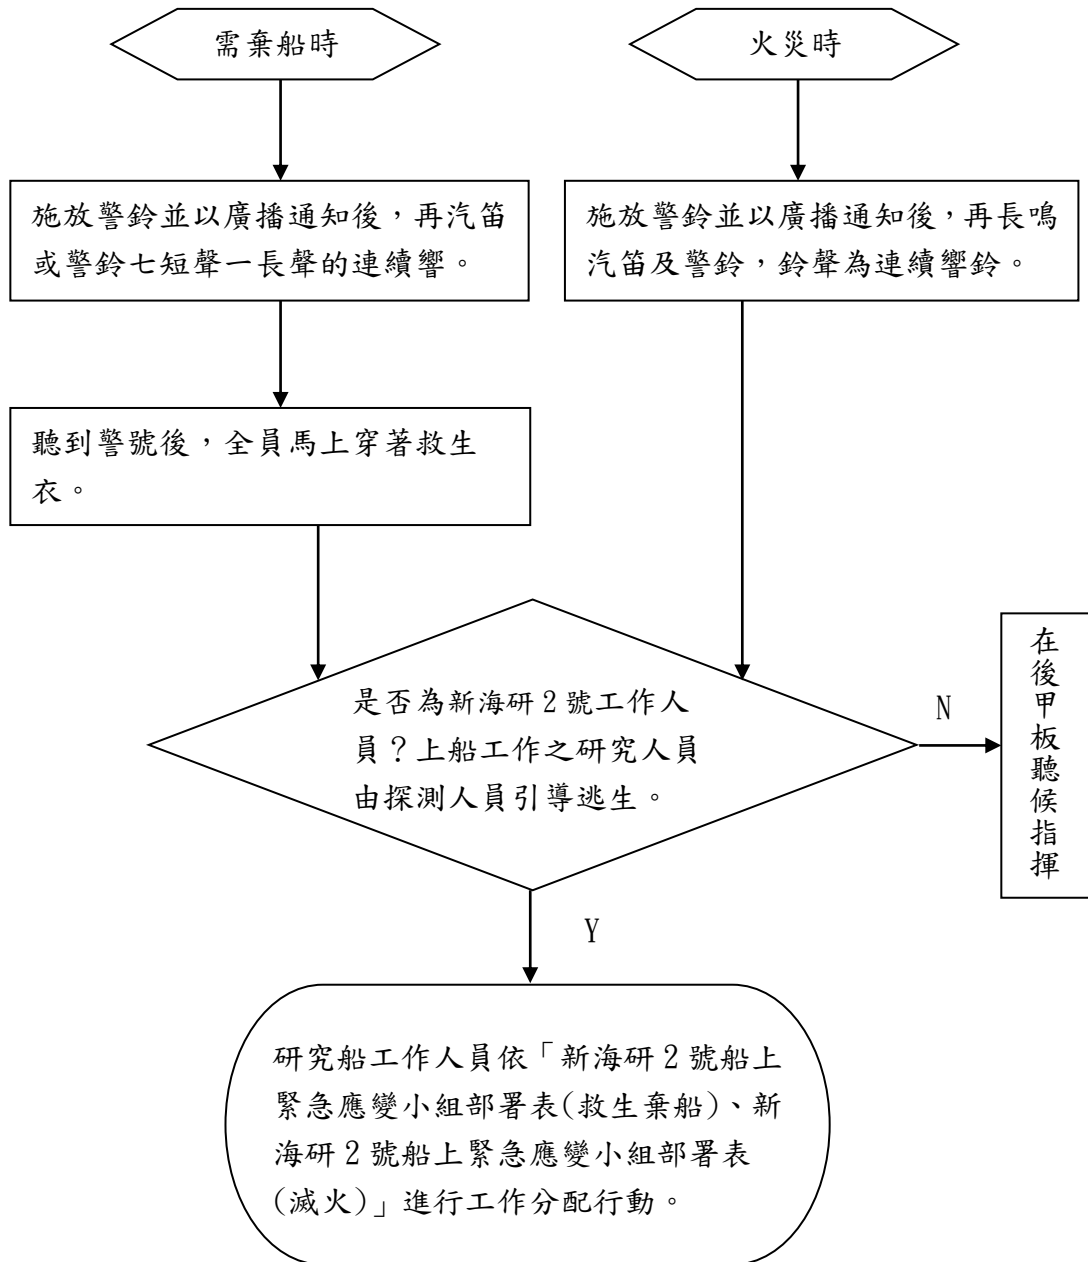 需棄船時
火災時
施放警鈴並以廣播通知後，再汽笛
或警鈴七短聲一長聲的連續響。
施放警鈴並以廣播通知後，再長鳴
汽笛及警鈴，鈴聲為連續響鈴。
聽到警號後，全員馬上穿著救生
衣。
是否為新海研2號工作人
員？上船工作之研究人員
由探測人員引導逃生。
N
在後甲板聽候指揮
Y
研究船工作人員依「新海研2號船上
緊急應變小組部署表(救生棄船)、新
海研2號船上緊急應變小組部署表
(滅火)」進行工作分配行動。